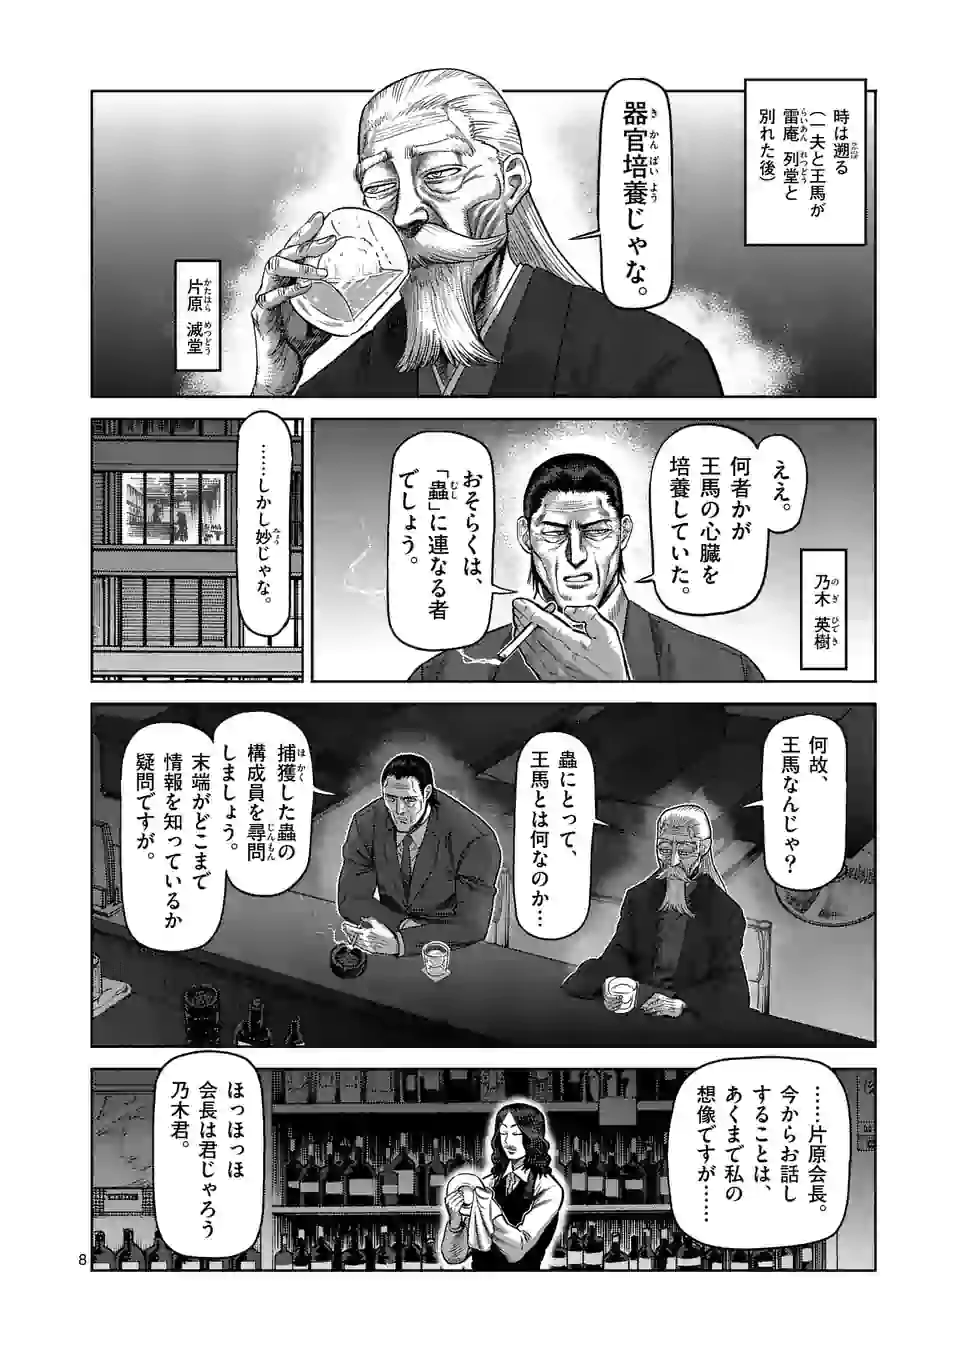 時は遡る
（一夫と王馬が
雷庵 列堂と
別れた後）
器官培養じゃな。
片原 滅堂
ええ。
何者かが
王馬の心臓を
培養していた。
乃木 英樹
おそらくは、
「蟲」に連なる者
でしょう。
……しかし妙じゃな。
何故、
王馬なんじゃ？
蟲にとって、
王馬とは何なのか…
捕獲した蟲の
構成員を尋問
しましょう。
末端がどこまで
情報を知っているか
疑問ですが。
……片原会長。
今からお話し
することは、
あくまで私の
想像ですが……
ほっほっほ
会長は君じゃろう
乃木君。
8